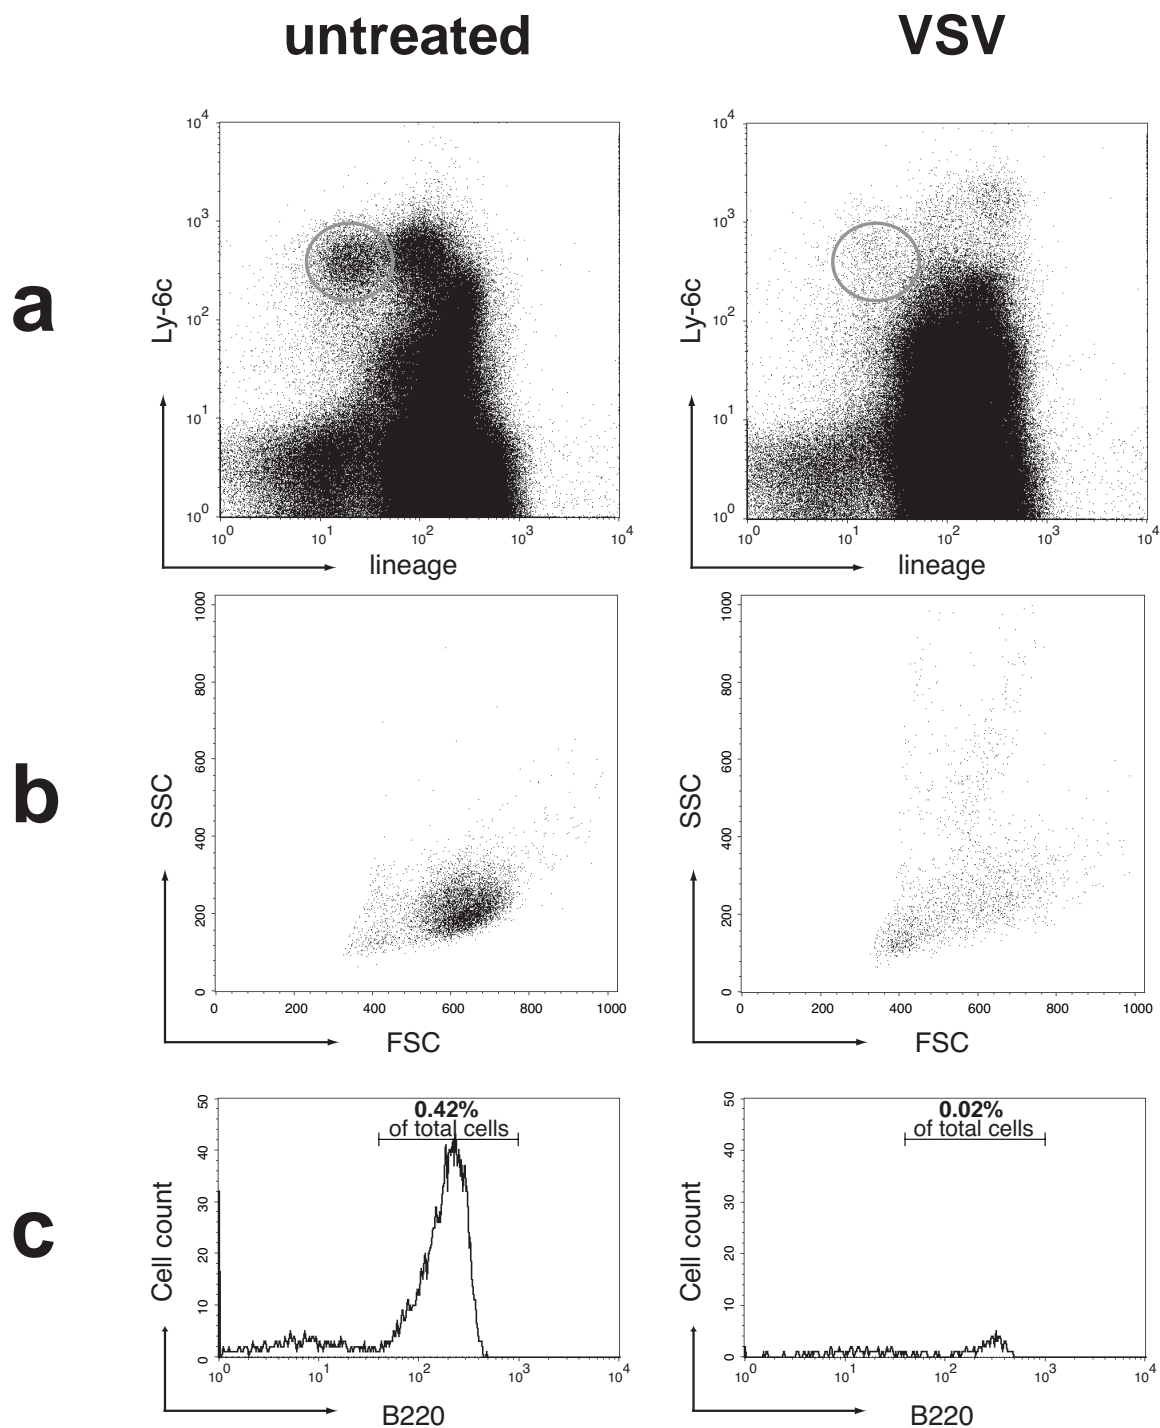 untreated VSV
a
10^4 10^3 10^2 10^1 10^0
Ly-6c
10^0 10^1 10^2 10^3 10^4
lineage
10^4 10^3 10^2 10^1 10^0
Ly-6c
10^0 10^1 10^2 10^3 10^4
lineage
b
1000 800 600 400 200 0
SSC
0 200 400 600 800 1000
FSC
1000 800 600 400 200 0
SSC
0 200 400 600 800 1000
FSC
c
50 40 30 20 10 0
Cell count
0.42%
of total cells
10^0 10^1 10^2 10^3 10^4
B220
50 40 30 20 10 0
Cell count
0.02%
of total cells
10^0 10^1 10^2 10^3 10^4
B220